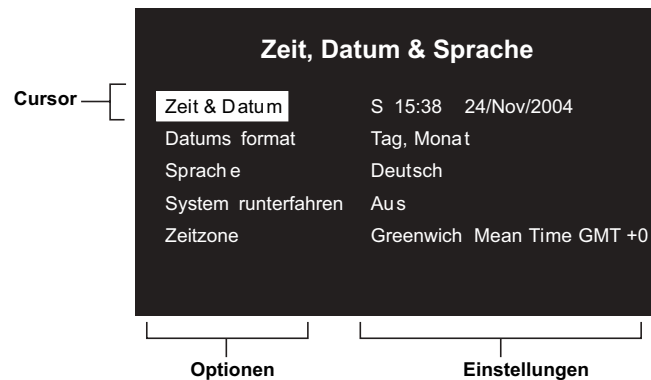 Zeit, Datum & Sprache
Cursor
Zeit & Datum S 15:38 24/Nov/2004
Datums format Tag, Monat
Sprache Deutsch
System runterfahren Aus
Zeitzone Greenwich Mean Time GMT +0
Optionen Einstellungen